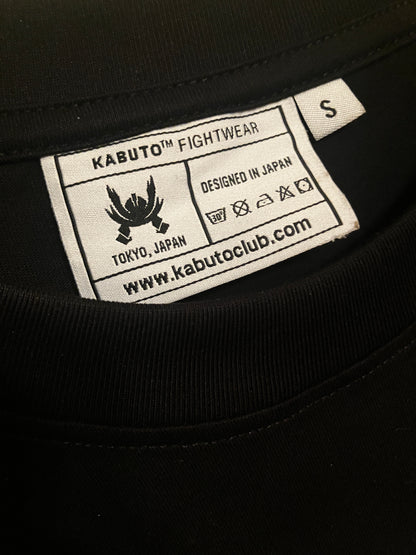 KABUTO™ FIGHTWEAR
S
DESIGNED IN JAPAN
30°
TOKYO, JAPAN
www.kabutoclub.com